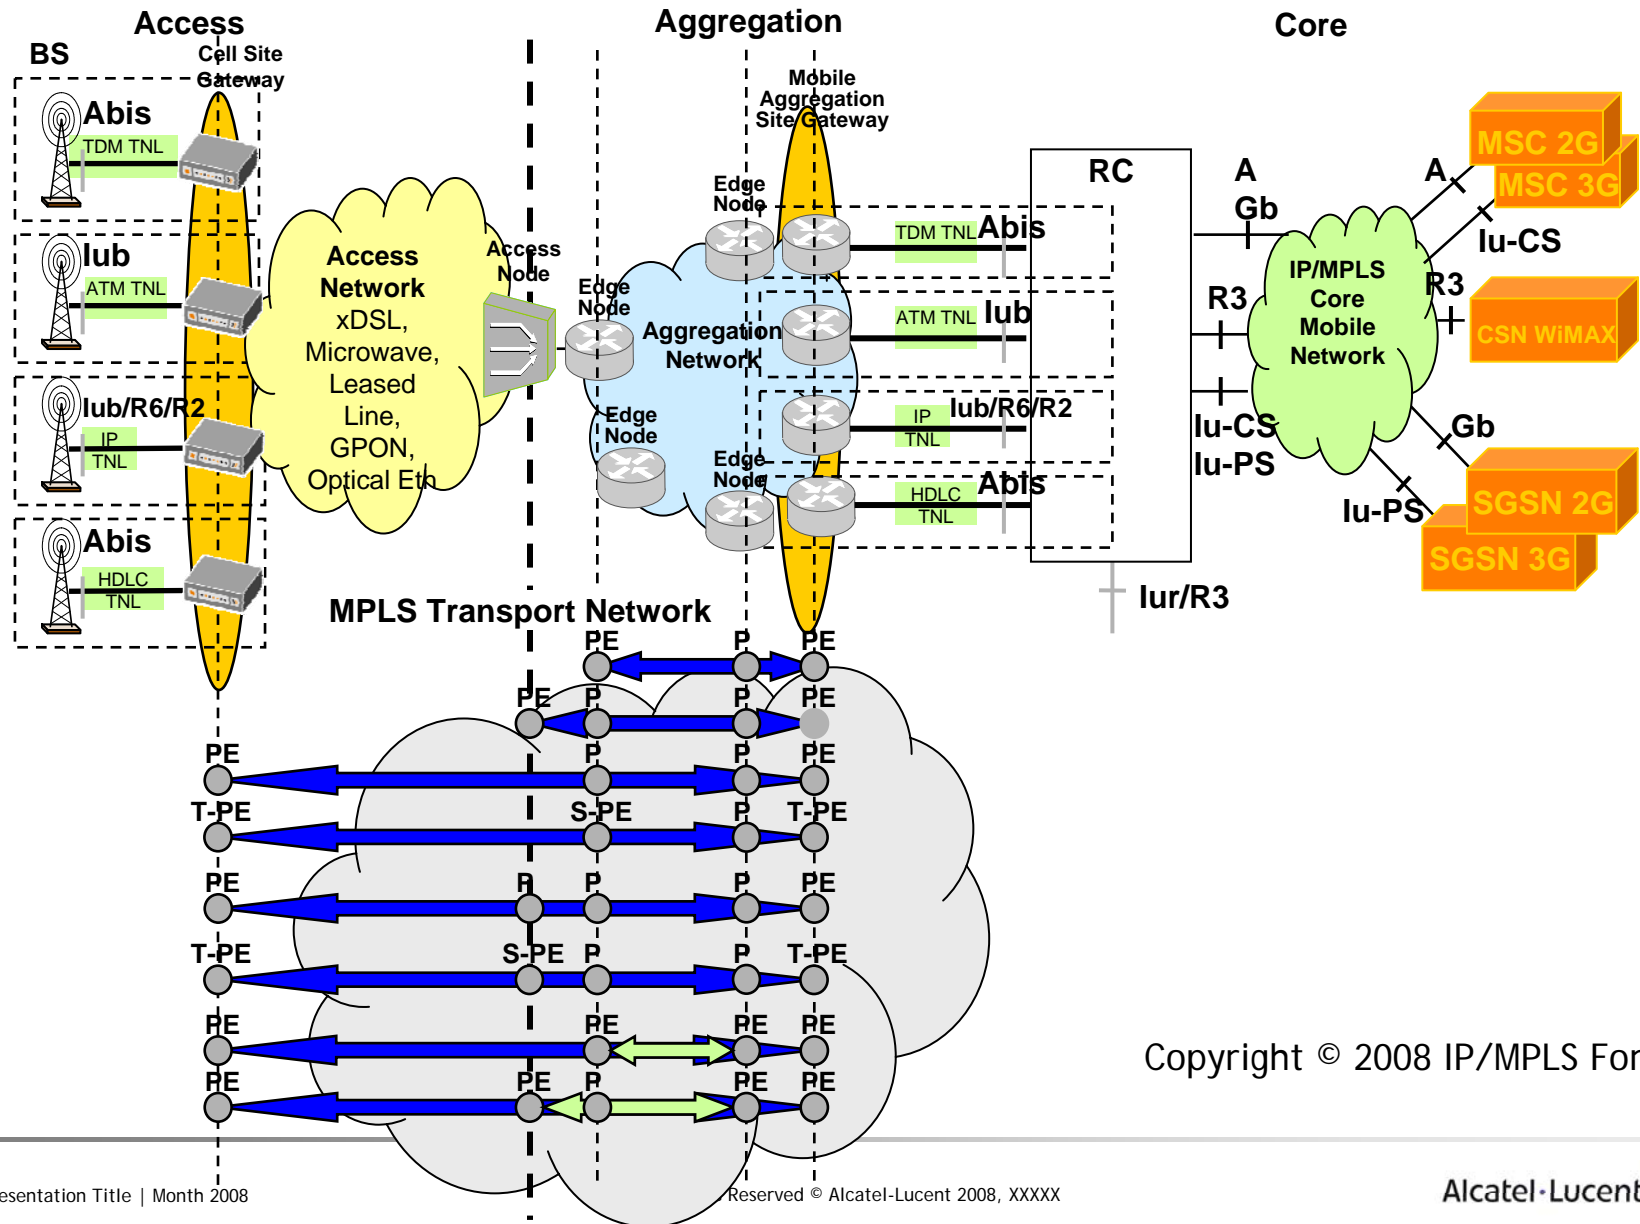 Access
Aggregation
Core
BS
Cell Site
Gateway
Mobile
Aggregation
Site Gateway
Abis
TDM TNL
Iub
ATM TNL
Iub/R6/R2
IP
TNL
Abis
HDLC
TNL
Access
Network
xDSL,
Microwave,
Leased
Line,
GPON,
Optical Eth
Access
Node
Edge
Node
Edge
Node
Edge
Node
Edge
Node
Aggregation
Network
TDM TNL
Abis
ATM TNL
Iub
IP
TNL
Iub/R6/R2
HDLC
TNL
Abis
RC
A
Gb
R3
Iu-CS
Iu-PS
Iur/R3
IP/MPLS
Core
Mobile
Network
A
Iu-CS
R3
Gb
Iu-PS
MSC 2G
MSC 3G
CSN WiMAX
SGSN 2G
SGSN 3G
MPLS Transport Network
PE P PE
PE P P PE
PE P P PE
T-PE S-PE P T-PE
PE P P P PE
T-PE S-PE P P T-PE
PE PE PE PE
PE PE P PE PE
Copyright © 2008 IP/MPLS For
esentation Title | Month 2008
Reserved © Alcatel-Lucent 2008, XXXXX
Alcatel·Lucent